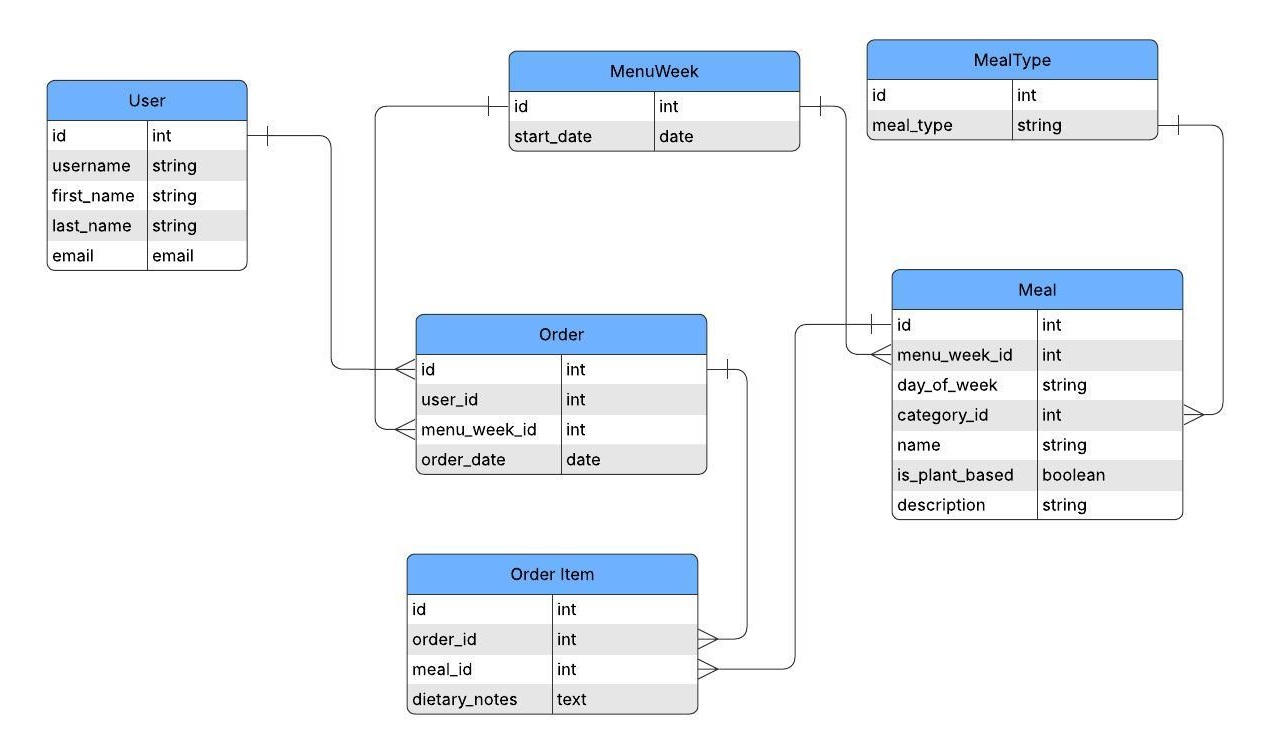 User
id int
username string
first_name string
last_name string
email email
MenuWeek
id int
start_date date
MealType
id int
meal_type string
Order
id int
user_id int
menu_week_id int
order_date date
Meal
id int
menu_week_id int
day_of_week string
category_id int
name string
is_plant_based boolean
description string
Order Item
id int
order_id int
meal_id int
dietary_notes text